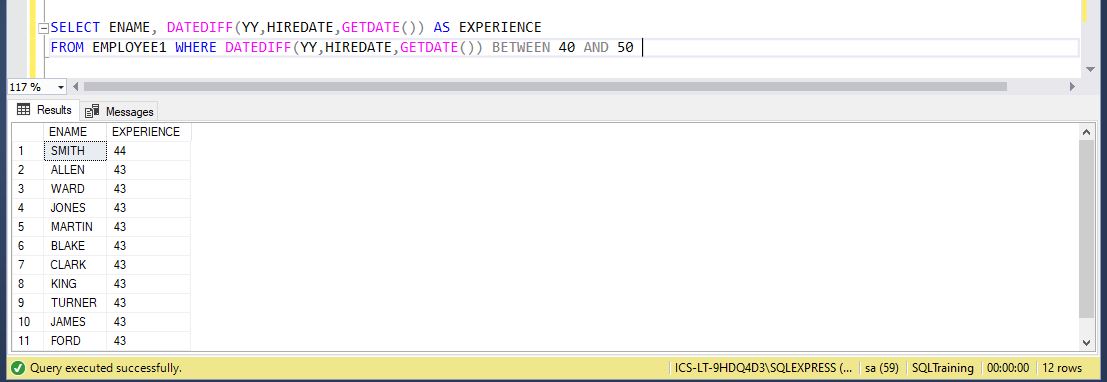 SELECT ENAME, DATEDIFF(YY,HIREDATE,GETDATE()) AS EXPERIENCE
FROM EMPLOYEE1 WHERE DATEDIFF(YY,HIREDATE,GETDATE()) BETWEEN 40 AND 50
117 %
Results Messages
ENAME EXPERIENCE
1 SMITH 44
2 ALLEN 43
3 WARD 43
4 JONES 43
5 MARTIN 43
6 BLAKE 43
7 CLARK 43
8 KING 43
9 TURNER 43
10 JAMES 43
11 FORD 43
Query executed successfully. ICS-LT-9HDQ4D3\SQLEXPRESS (... sa (59) SQLTraining 00:00:00 12 rows